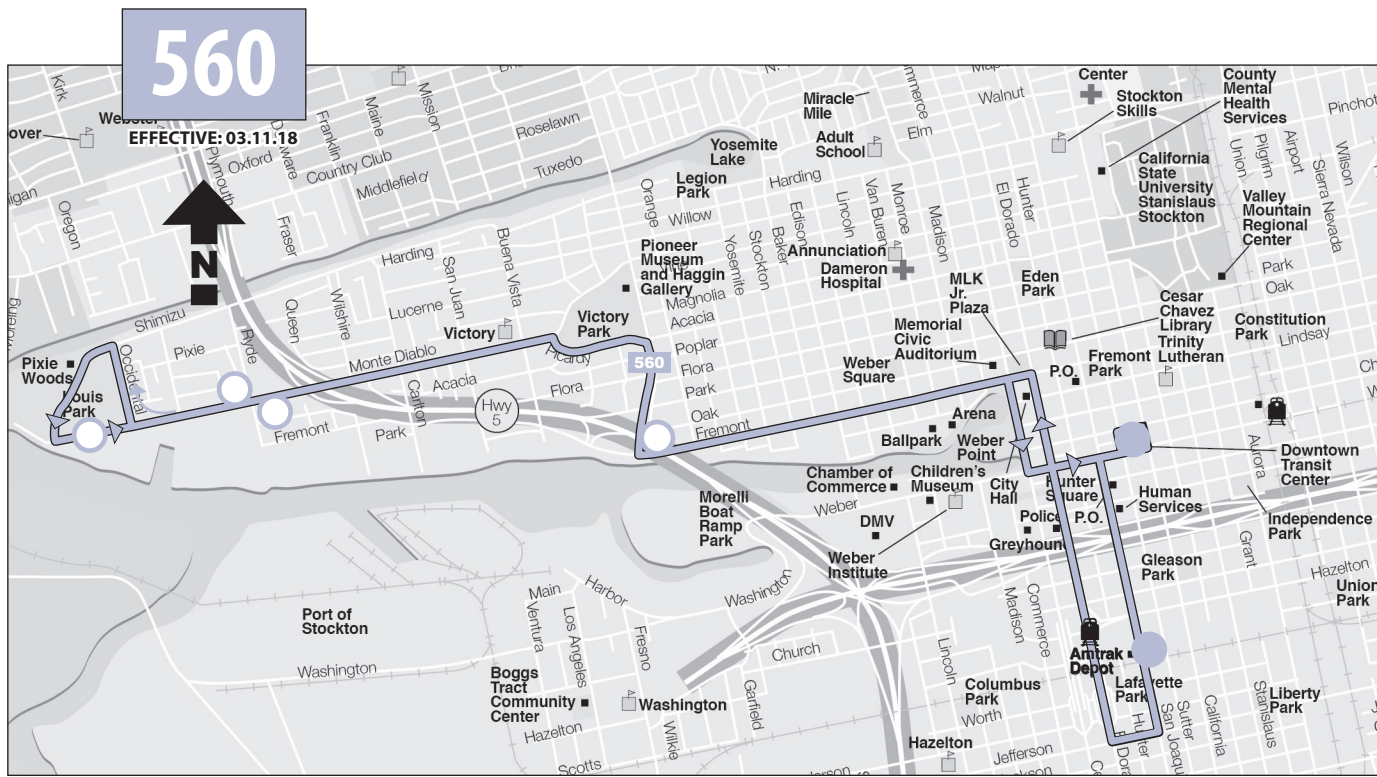 560
EFFECTIVE: 03.11.18
N
Kirk
Webster
over
Oregon
Plymouth
Oxford
Franklin
Maine
Mission
Country Club
Middlefield
Fraser
Roselawn
Tuxedo
Yosemite
Lake
Legion
Park
Miracle
Mile
Adult
School
Elm
Walnut
Center
Stockton
Skills
County
Mental
Health
Services
Pinchot
California
State
University
Stanislaus
Stockton
Union
Pilgrim
Airport
Sierra Nevada
Wilson
Valley
Mountain
Regional
Center
Park
Oak
Harding
Orange
Willow
Edison
Lincoln
Van Buren
Monroe
Madison
El Dorado
Hunter
Yosemite
Stockton
Baker
Annunciation
Dameron
Hospital
MLK
Jr.
Plaza
Eden
Park
Cesar
Chavez
Library
Trinity
Lutheran
Constitution
Park
Lindsay
Pioneer
Museum
and Haggin
Gallery
Magnolia
Acacia
Poplar
Flora
Park
Oak
Fremont
Harding
San Juan
Buena Vista
Lucerne
Wilshire
Queen
Shimizu
Ryde
Pixie
Occidental
Pixie
Woods
Louis
Park
Monte Diablo
Victory
Victory
Park
Picardy
560
Acacia
Carlton
Flora
Fremont
Park
Hwy
5
Memorial
Civic
Auditorium
Weber
Square
P.O.
Fremont
Park
Arena
Ballpark
Weber
Point
City
Hall
Hunter
Square
Aurora
Downtown
Transit
Center
Chamber of
Commerce
Children's
Museum
Weber
DMV
Weber
Institute
Police
P.O.
Human
Services
Independence
Park
Gleason
Park
Grant
Hazelton
Union
Park
Morelli
Boat
Ramp
Park
Washington
Church
Port of
Stockton
Washington
Main
Ventura
Los Angeles
Harbor
Fresno
Boggs
Tract
Community
Center
Washington
Hazelton
Scotts
Wilkie
Garfield
Lincoln
Madison
Commerce
Amtrak
Depot
Lafayette
Park
Columbus
Park
Worth
Hazelton
Jefferson
Hunter
Sutter
California
Stanislaus
Liberty
Park